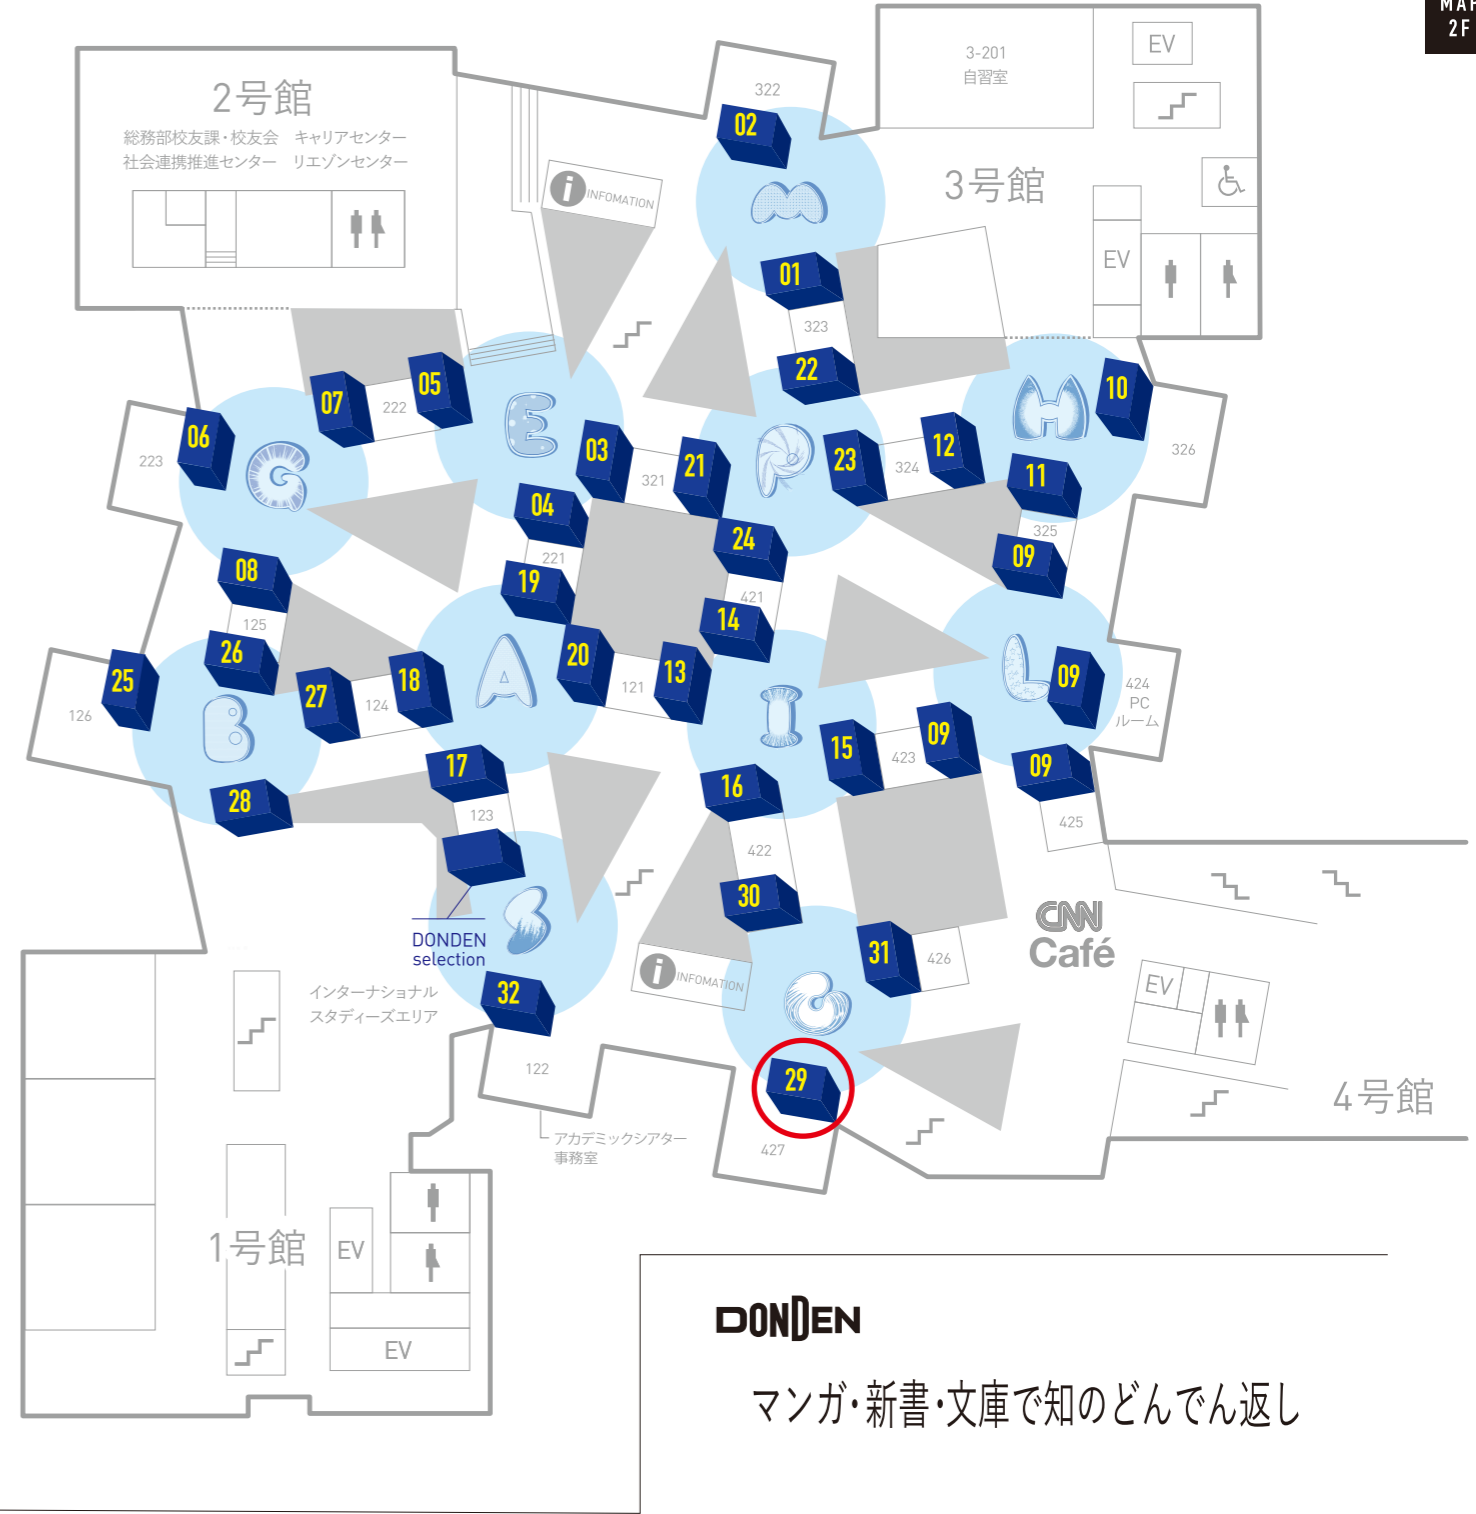 MAP
2F
2号館
総務部校友課・校友会 キャリアセンター
社会連携推進センター リエゾンセンター
322
02
3-201
自習室
EV
3号館
EV
INFOMATION
M
01
323
22
07
222
05
E
06
223
G
03
321
21
P
23
324
12
H
10
326
11
325
09
04
221
19
24
421
14
08
125
26
25
126
B
27
124
18
A
20
121
13
I
L
09
424
PC
ルーム
15
423
09
09
425
28
17
123
16
422
30
S
DONDEN
selection
32
122
INFOMATION
G
31
426
CNN
Café
29
427
インターナショナル
スタディーズエリア
アカデミックシアター
事務室
EV
4号館
1号館
EV
EV
DONDEN
マンガ・新書・文庫で知のどんでん返し